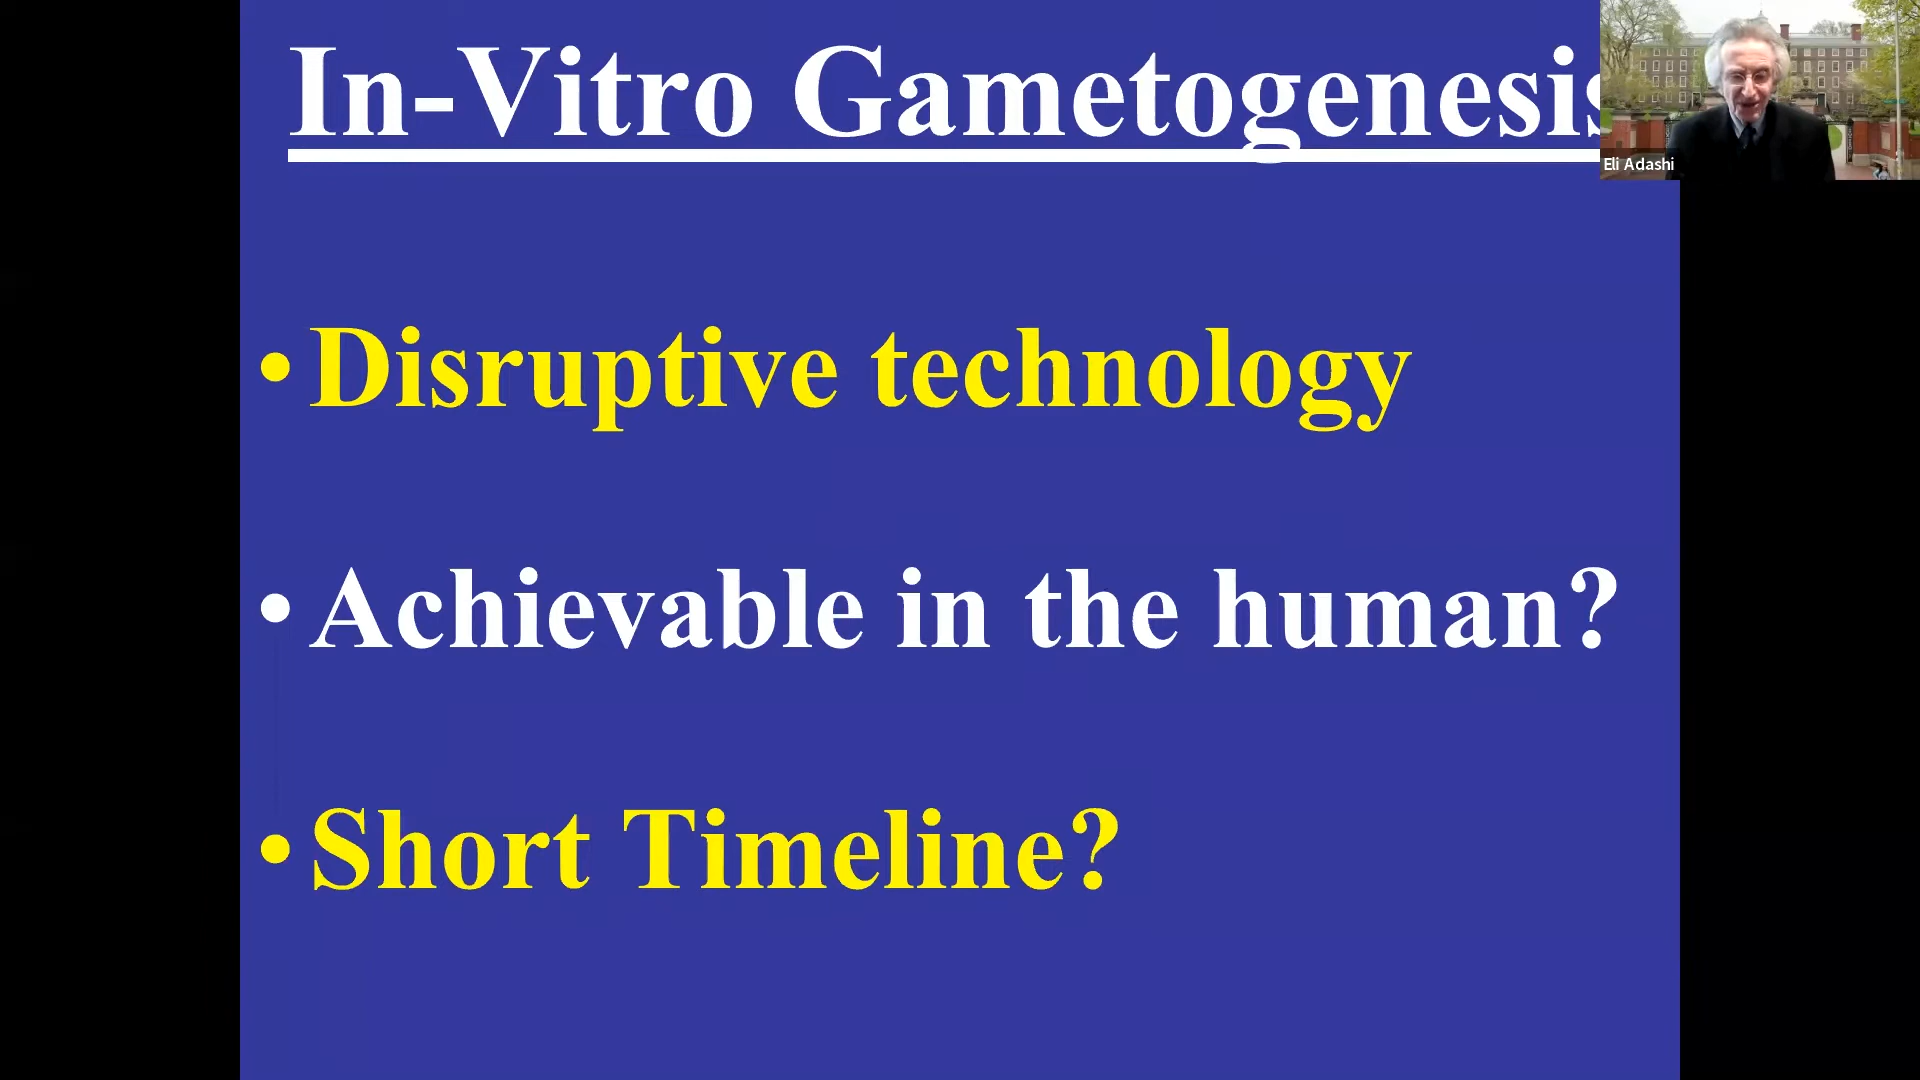 In-Vitro Gametogenesis
Eli Adashi
• Disruptive technology
• Achievable in the human?
• Short Timeline?